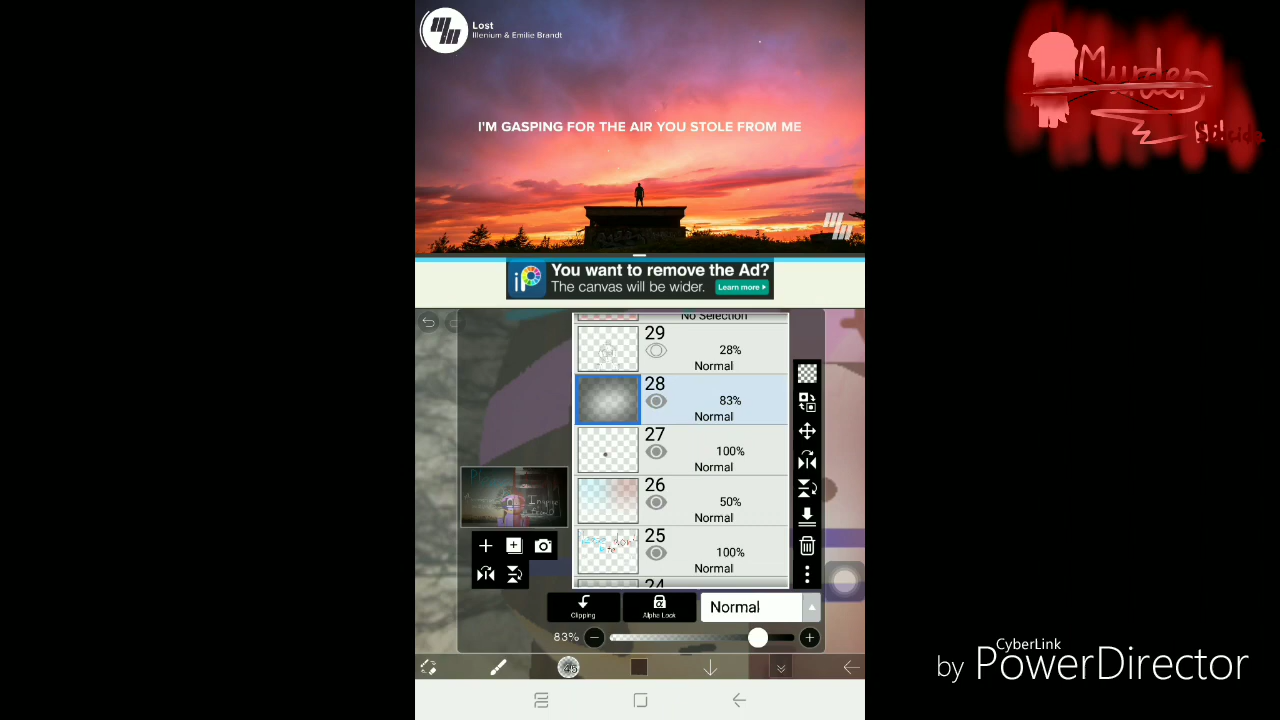 Lost
Illenium & Emilie Brandt
I'M GASPING FOR THE AIR YOU STOLE FROM ME
Murder
Suicide
You want to remove the Ad?
The canvas will be wider.
Learn more
No Selection
29
28%
Normal
28
83%
Normal
27
100%
Normal
26
50%
Normal
25
100%
Normal
24
Clipping
Alpha Lock
Normal
83%
CyberLink
by PowerDirector